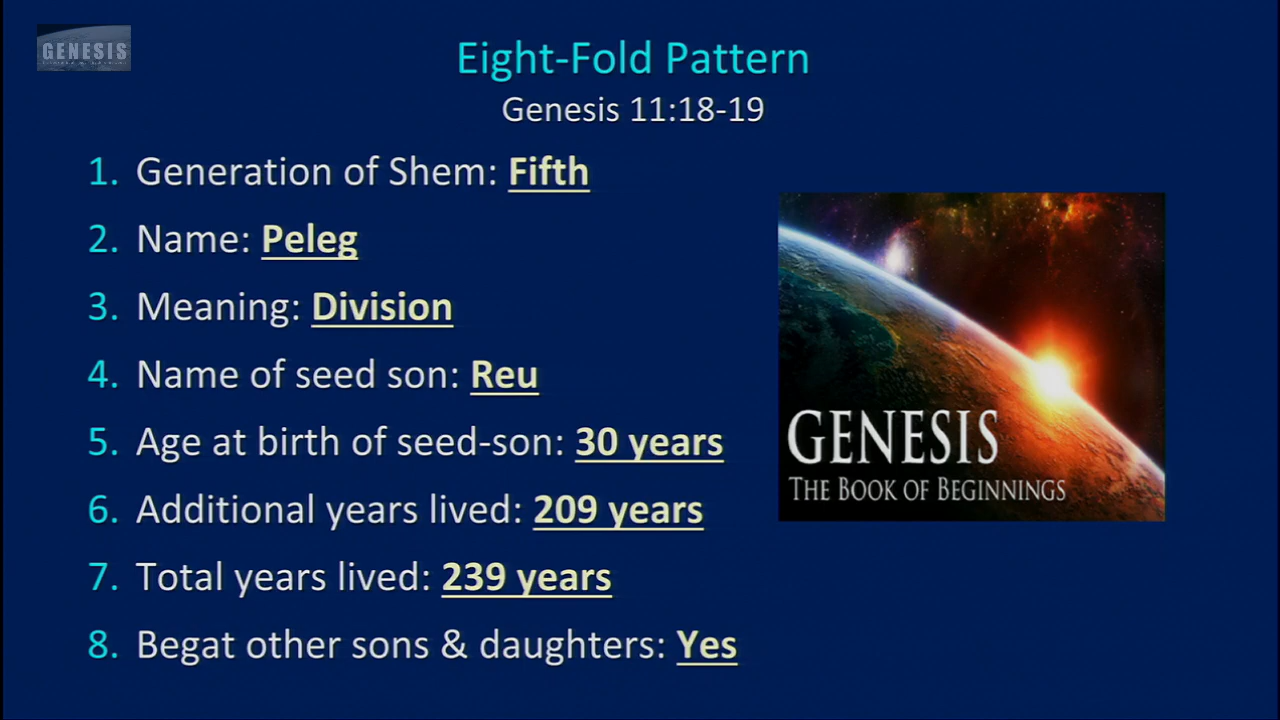 GENESIS
Eight-Fold Pattern
Genesis 11:18-19
1. Generation of Shem: Fifth
2. Name: Peleg
3. Meaning: Division
4. Name of seed son: Reu
5. Age at birth of seed-son: 30 years
6. Additional years lived: 209 years
7. Total years lived: 239 years
8. Begat other sons & daughters: Yes
GENESIS
THE BOOK OF BEGINNINGS